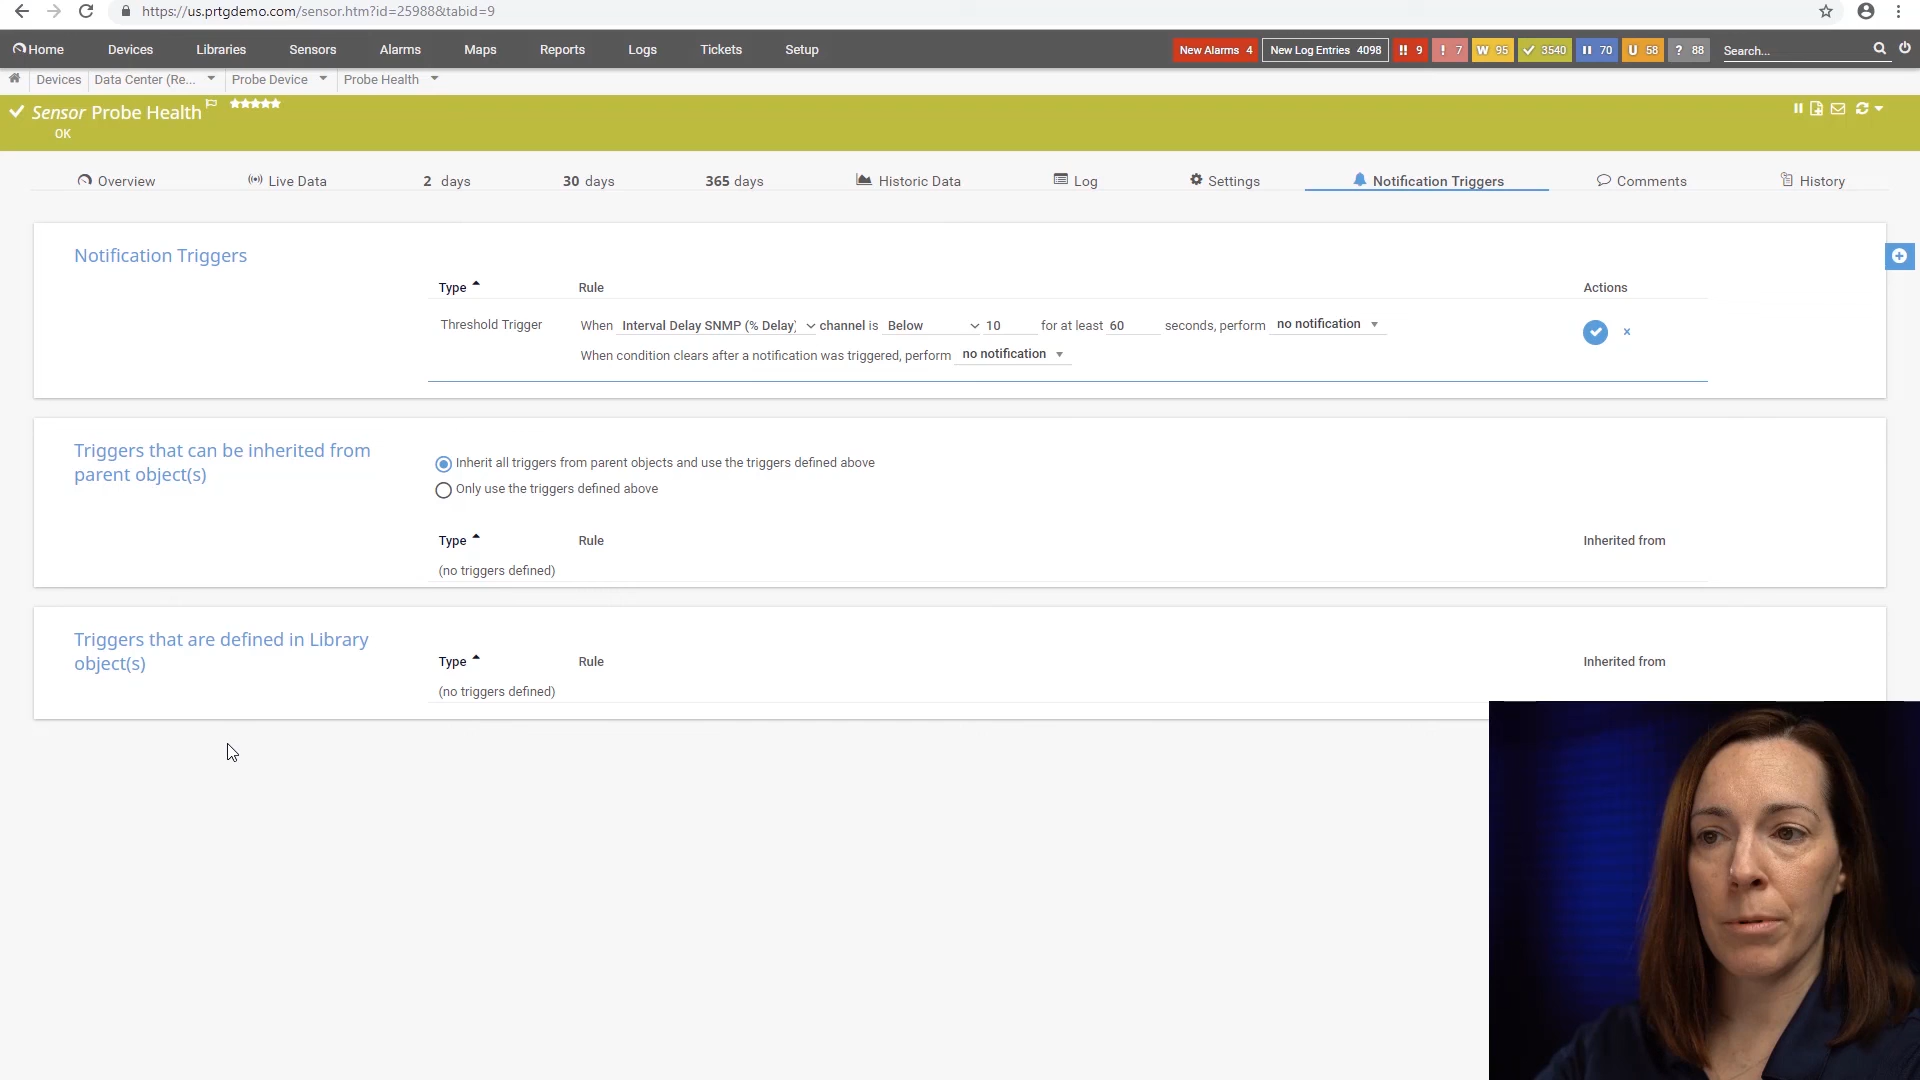 https://us.prtgdemo.com/sensor.htm?id=25988&tabid=9
Home Devices Libraries Sensors Alarms Maps Reports Logs Tickets Setup New Alarms 4 New Log Entries 4098 !! 9 ! 7 W 95 3540 70 U 58 ? 88 Search...
Devices Data Center (Re... Probe Device Probe Health
Sensor Probe Health
OK
Overview Live Data 2 days 30 days 365 days Historic Data Log Settings Notification Triggers Comments History
Notification Triggers
Type Rule Actions
Threshold Trigger When Interval Delay SNMP (% Delay) channel is Below 10 for at least 60 seconds, perform no notification
When condition clears after a notification was triggered, perform no notification
Triggers that can be inherited from
parent object(s)
Inherit all triggers from parent objects and use the triggers defined above
Only use the triggers defined above
Type Rule Inherited from
(no triggers defined)
Triggers that are defined in Library
object(s)
Type Rule Inherited from
(no triggers defined)